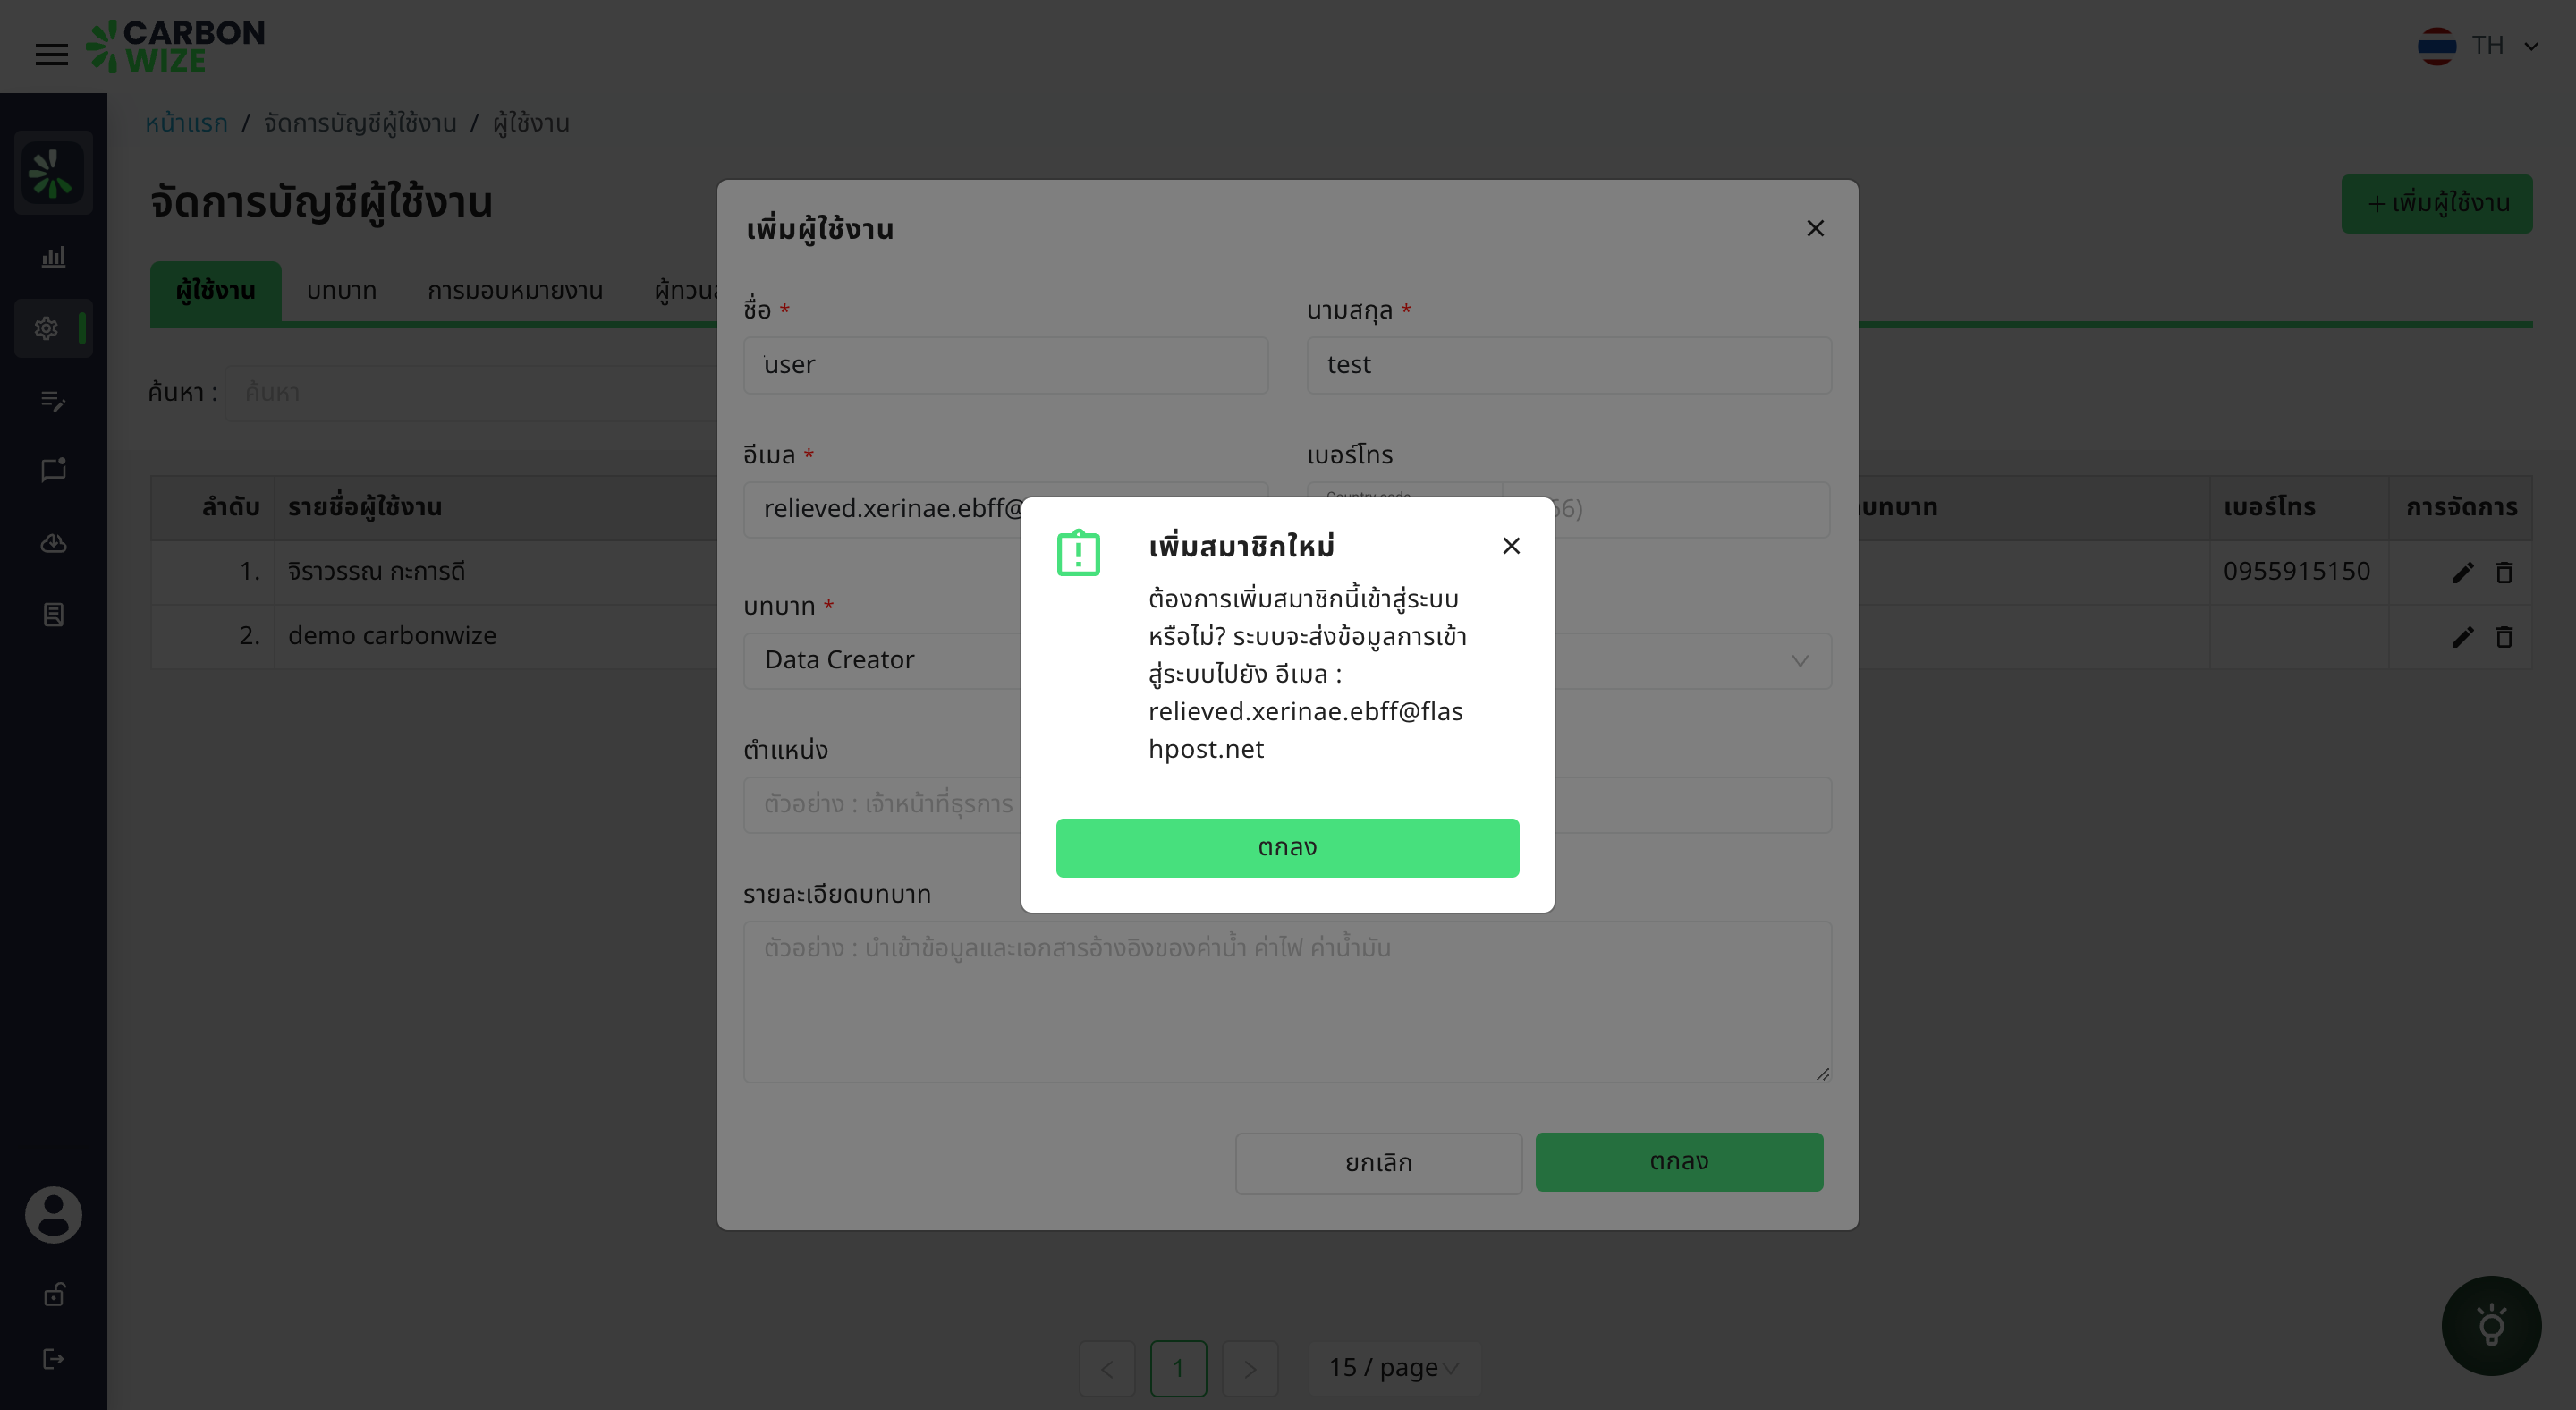 CARBON
WIZE
TH
หน้าแรก / จัดการบัญชีผู้ใช้งาน / ผู้ใช้งาน
จัดการบัญชีผู้ใช้งาน
+ เพิ่มผู้ใช้งาน
ผู้ใช้งาน บทบาท การมอบหมายงาน
ค้นหา : ค้นหา
ลำดับ รายชื่อผู้ใช้งาน บทบาท เบอร์โทร การจัดการ
1. จิราวรรณ กะการดี 0955915150
2. demo carbonwize
เพิ่มผู้ใช้งาน
ชื่อ * นามสกุล *
user test
อีเมล * เบอร์โทร
relieved.xerinae.ebff@
บทบาท *
Data Creator
ตำแหน่ง
ตัวอย่าง : เจ้าหน้าที่ธุรการ
รายละเอียดบทบาท
ตัวอย่าง : นำเข้าข้อมูลและเอกสารอ้างอิงของค่าน้ำ ค่าไฟ ค่าน้ำมัน
ยกเลิก ตกลง
เพิ่มสมาชิกใหม่
ต้องการเพิ่มสมาชิกนี้เข้าสู่ระบบ
หรือไม่? ระบบจะส่งข้อมูลการเข้า
สู่ระบบไปยัง อีเมล :
relieved.xerinae.ebff@flas
hpost.net
ตกลง
< 1 > 15 / page